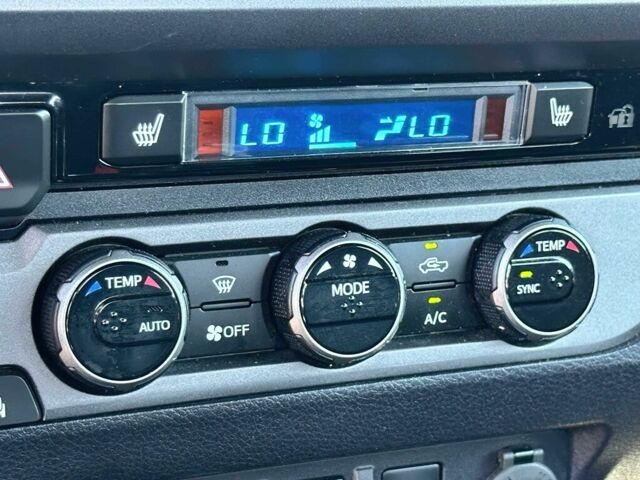 LO LO
TEMP
AUTO
OFF
MODE
A/C
TEMP
SYNC